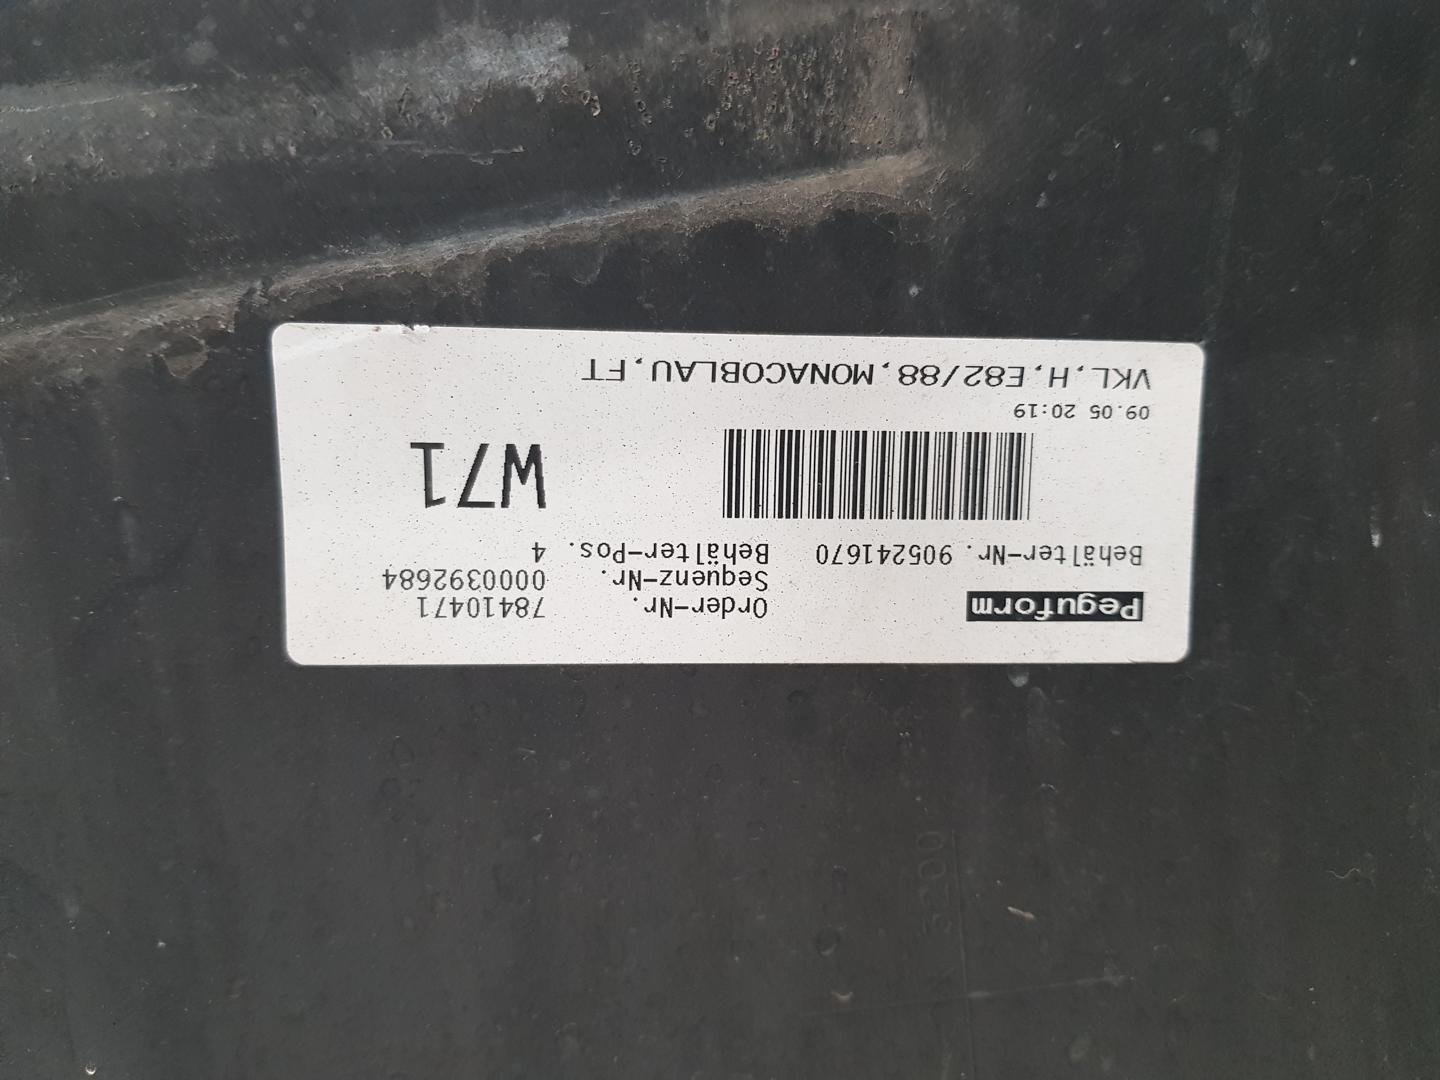 Peguform Order-Nr. 78410471
Sequenz-Nr. 0000392684
Behälter-Nr. 905241670 Behälter-Pos. 4
W71
09.05 20:19
VKL,H,E82/88,MONACOBLAU,FT